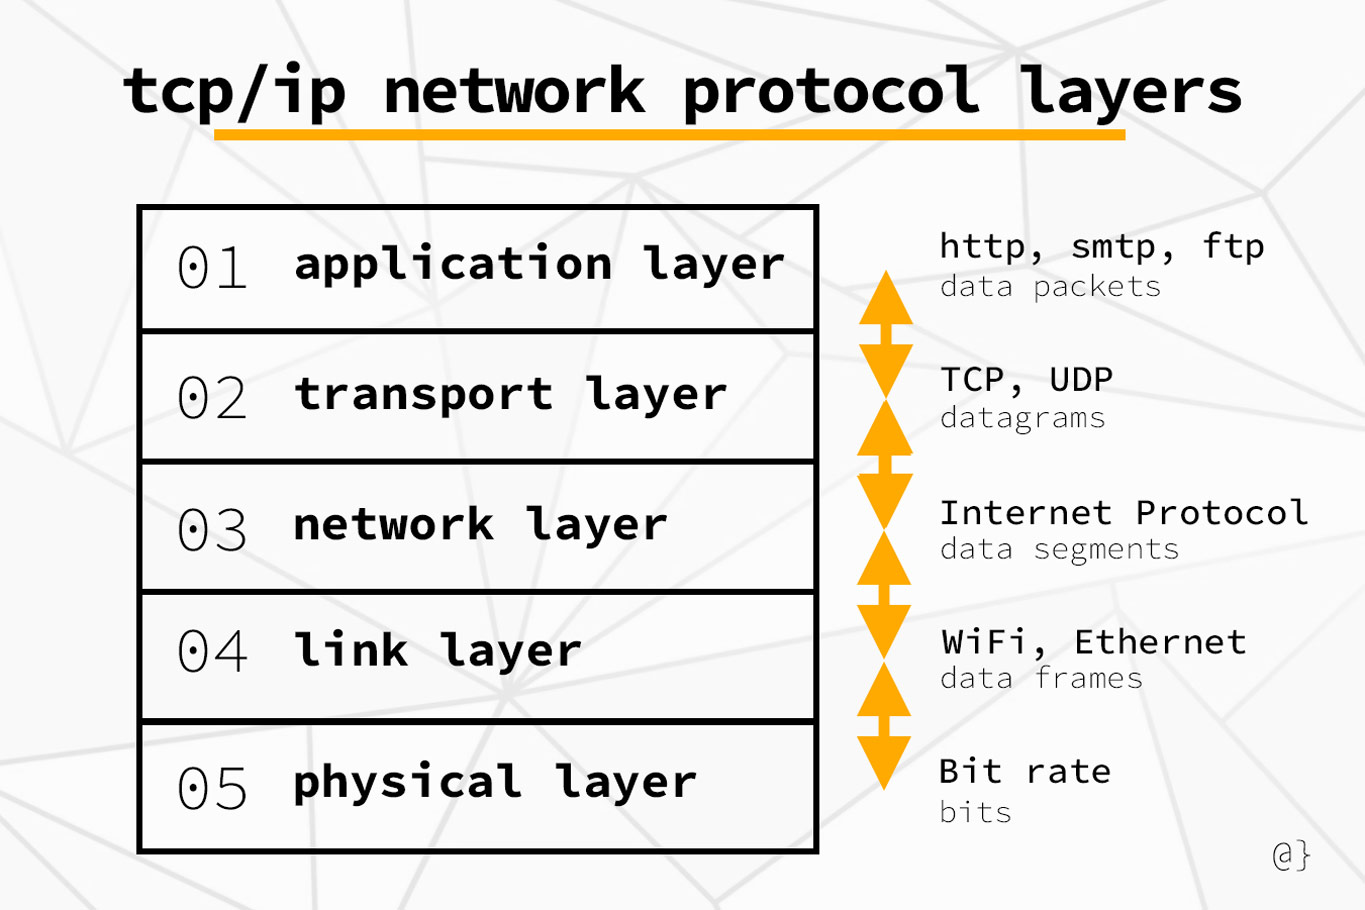 tcp/ip network protocol layers
01 application layer
http, smtp, ftp
data packets
02 transport layer
TCP, UDP
datagrams
03 network layer
Internet Protocol
data segments
04 link layer
WiFi, Ethernet
data frames
05 physical layer
Bit rate
bits
@}